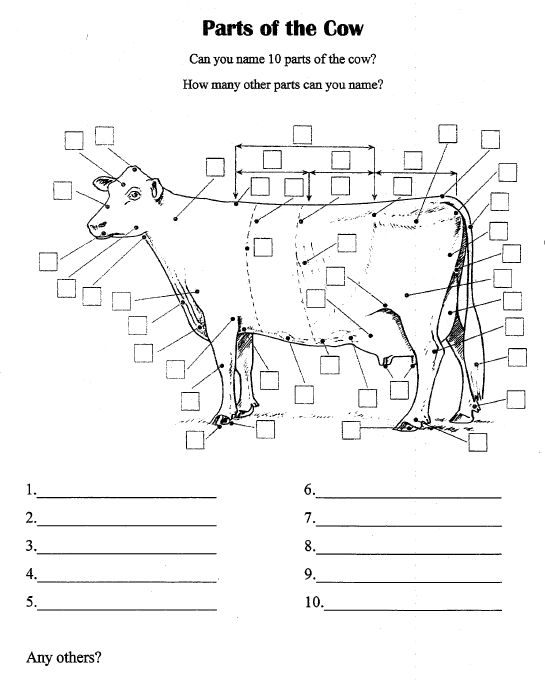 Parts of the Cow
Can you name 10 parts of the cow?
How many other parts can you name?
1.
6.
2.
7.
3.
8.
4.
9.
5.
10.
Any others?